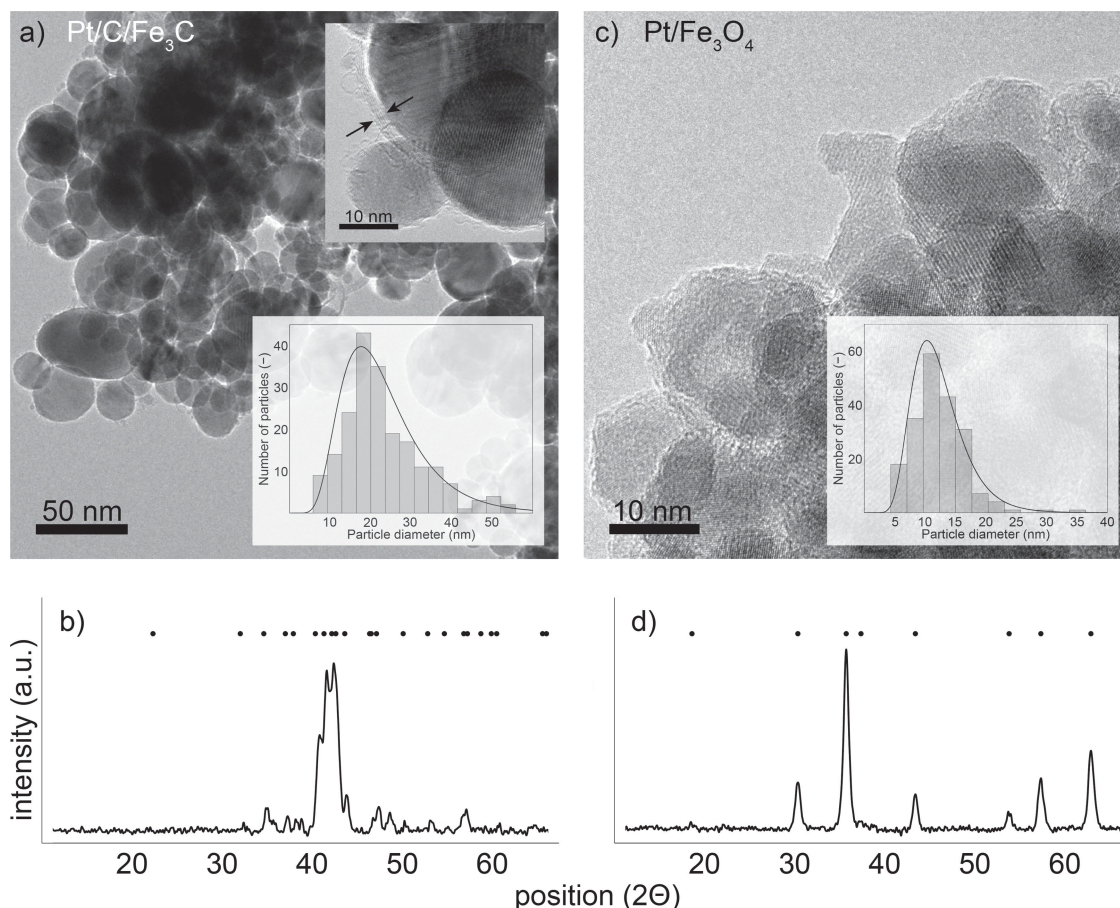 a) Pt/C/Fe₃C
10 nm
50 nm
Number of particles (−)
40
30
20
10
10 20 30 40 50
Particle diameter (nm)
c) Pt/Fe₃O₄
10 nm
Number of particles (−)
60
40
20
5 10 15 20 25 30 35 40
Particle diameter (nm)
b)
intensity (a.u.)
20 30 40 50 60
d)
20 30 40 50 60
position (2Θ)